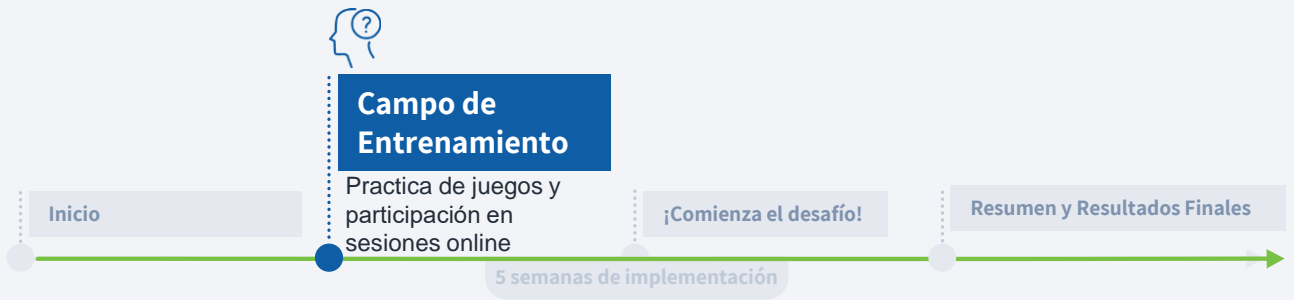 ?
Campo de
Entrenamiento
Practica de juegos y
participación en
sesiones online
Inicio
¡Comienza el desafío!
Resumen y Resultados Finales
5 semanas de implementación